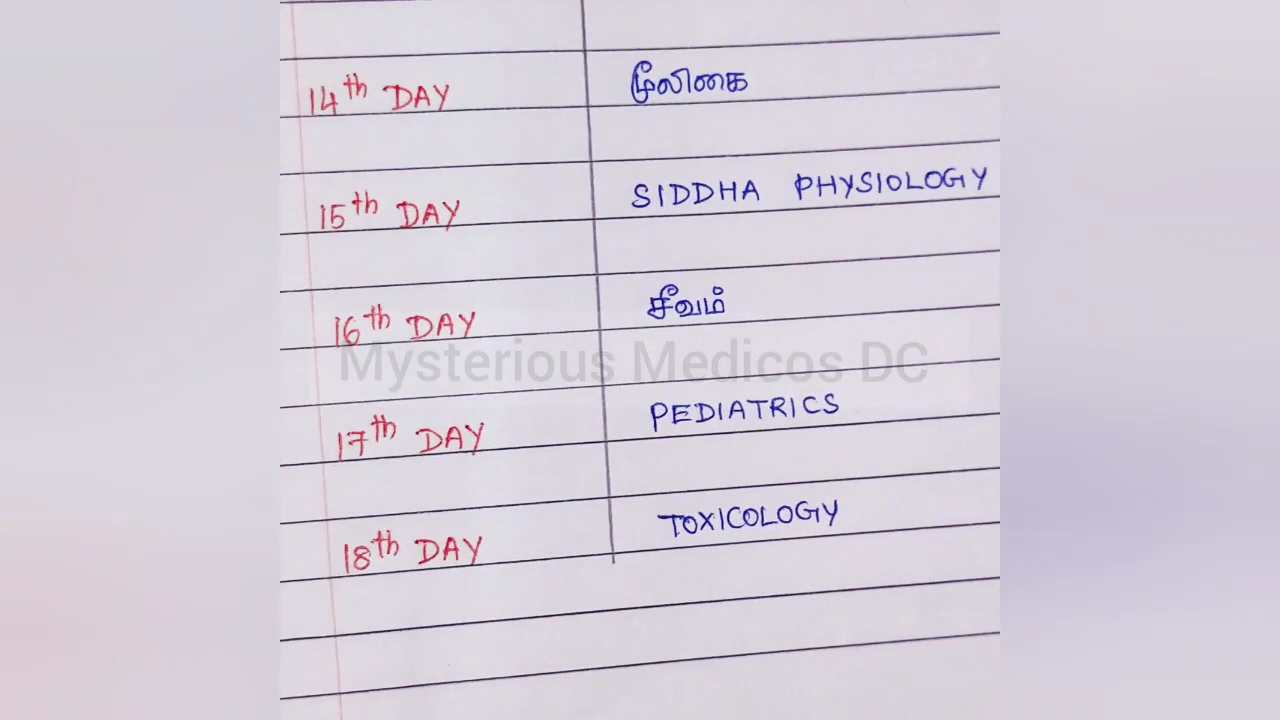 14th DAY மூலிகை
15th DAY SIDDHA PHYSIOLOGY
16th DAY சீவம்
Mysterious Medicos DC
17th DAY PEDIATRICS
18th DAY TOXICOLOGY